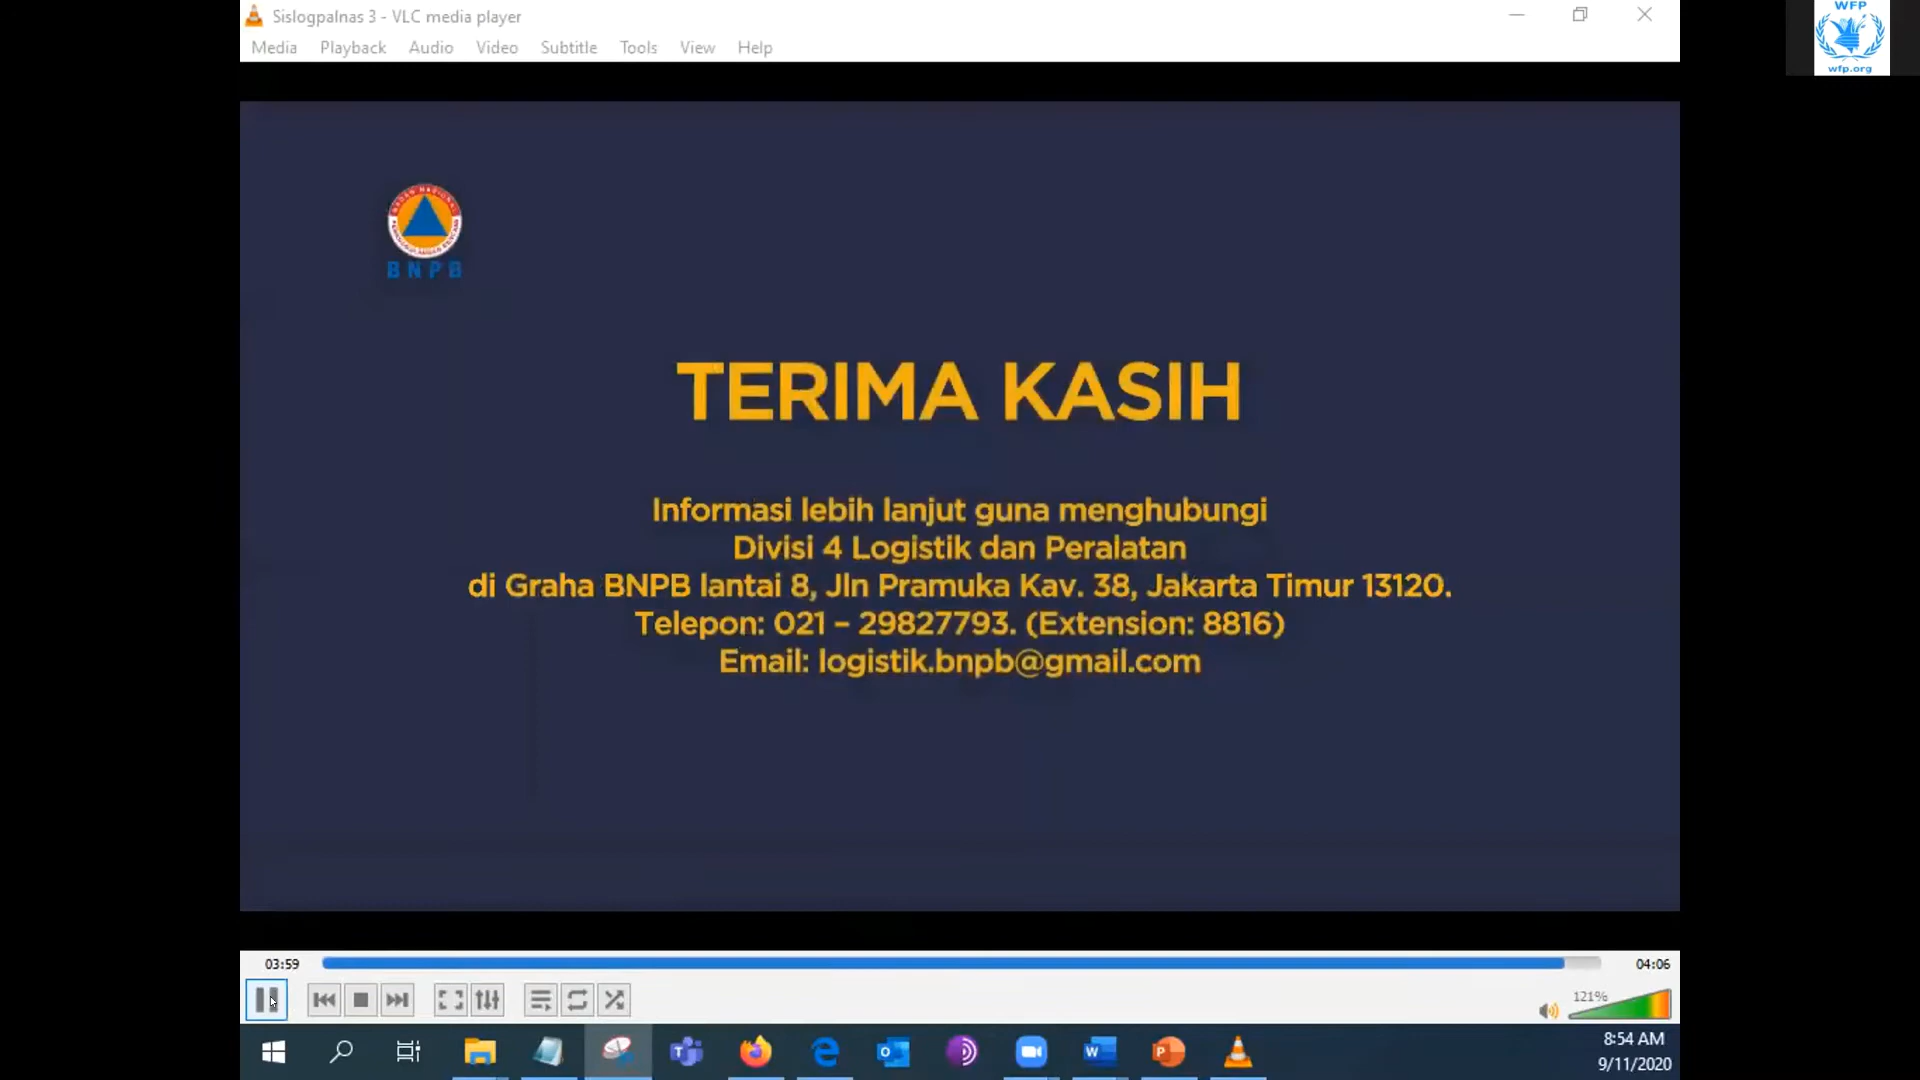 Sislogpalnas 3 - VLC media player
WFP
wfp.org
Media Playback Audio Video Subtitle Tools View Help
BNPB
TERIMA KASIH
Informasi lebih lanjut guna menghubungi
Divisi 4 Logistik dan Peralatan
di Graha BNPB lantai 8, Jln Pramuka Kav. 38, Jakarta Timur 13120.
Telepon: 021 – 29827793. (Extension: 8816)
Email: logistik.bnpb@gmail.com
03:59
04:06
121%
8:54 AM
9/11/2020